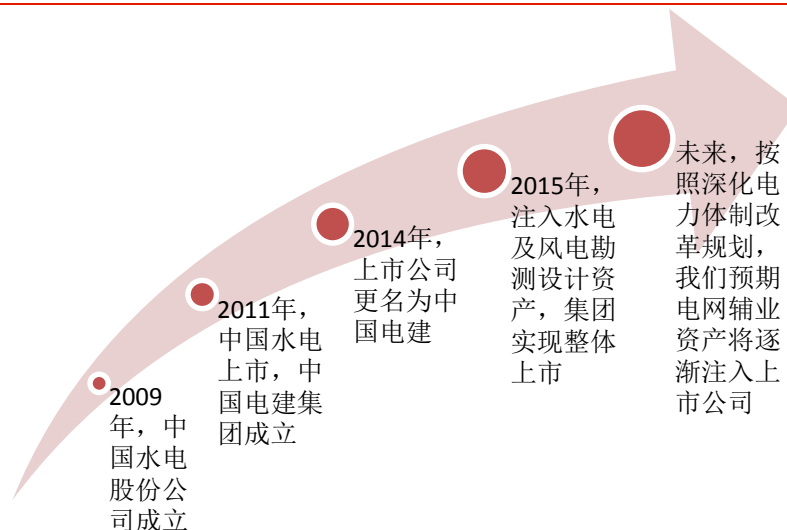 2009
年，中
国水电
股份公
司成立
2011年，
中国水电
上市，中
国电建集
团成立
2014年，
上市公司
更名为中
国电建
2015年，
注入水电
及风电勘
测设计资
产，集团
实现整体
上市
未来，按
照深化电
力体制改
革规划，
我们预期
电网辅业
资产将逐
渐注入上
市公司